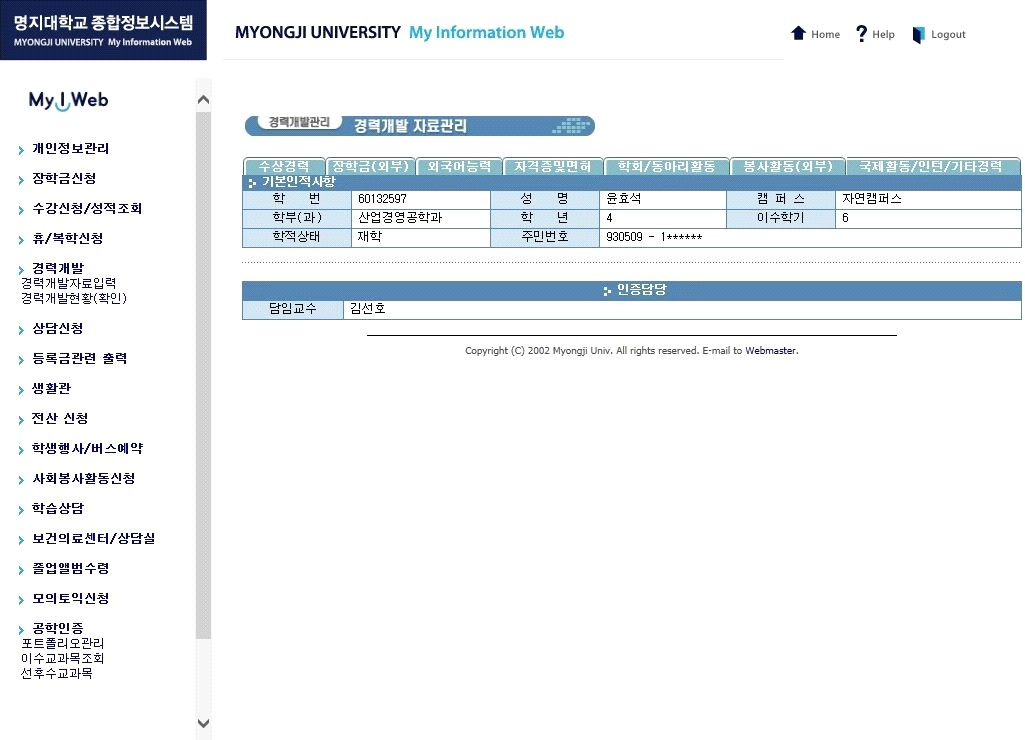 명지대학교 종합정보시스템
MYONGJI UNIVERSITY My Information Web
MYONGJI UNIVERSITY My Information Web
Home Help Logout
My iWeb
개인정보관리
장학금신청
수강신청/성적조회
휴/복학신청
경력개발
경력개발자료입력
경력개발현황(확인)
상담신청
등록금관련 출력
생활관
전산 신청
학생행사/버스예약
사회봉사활동신청
학습상담
보건의료센터/상담실
졸업앨범수령
모의토익신청
공학인증
포트폴리오관리
이수교과목조회
선후수교과목
경력개발관리 경력개발 자료관리
수상경력 장학금(외부) 외국어능력 자격증및면허 학회/동아리활동 봉사활동(외부) 국제활동/인턴/기타경력
기본인적사항
학 번 60132597 성 명 윤효석 캠 퍼 스 자연캠퍼스
학부(과) 산업경영공학과 학 년 4 이수학기 6
학적상태 재학 주민번호 930509 - 1******
인증담당
담임교수 김선호
Copyright (C) 2002 Myongji Univ. All rights reserved. E-mail to Webmaster.